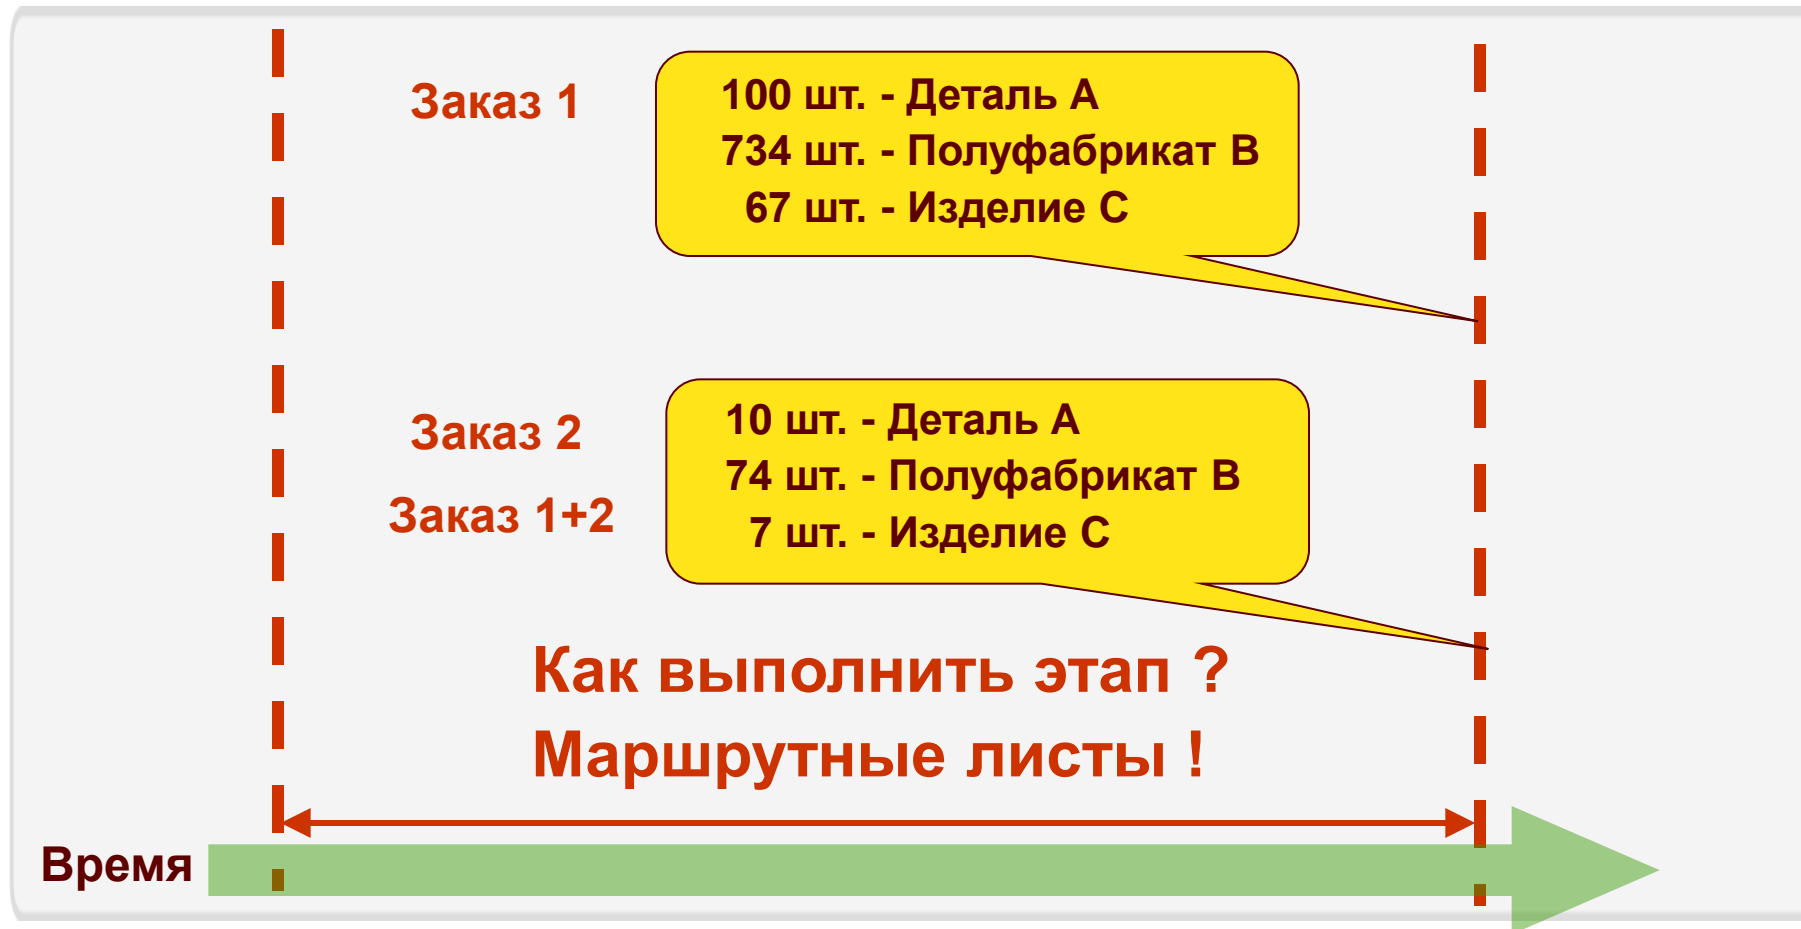 Заказ 1
100 шт. - Деталь А
734 шт. - Полуфабрикат В
67 шт. - Изделие С
Заказ 2
Заказ 1+2
10 шт. - Деталь А
74 шт. - Полуфабрикат В
7 шт. - Изделие С
Как выполнить этап ?
Маршрутные листы !
Время